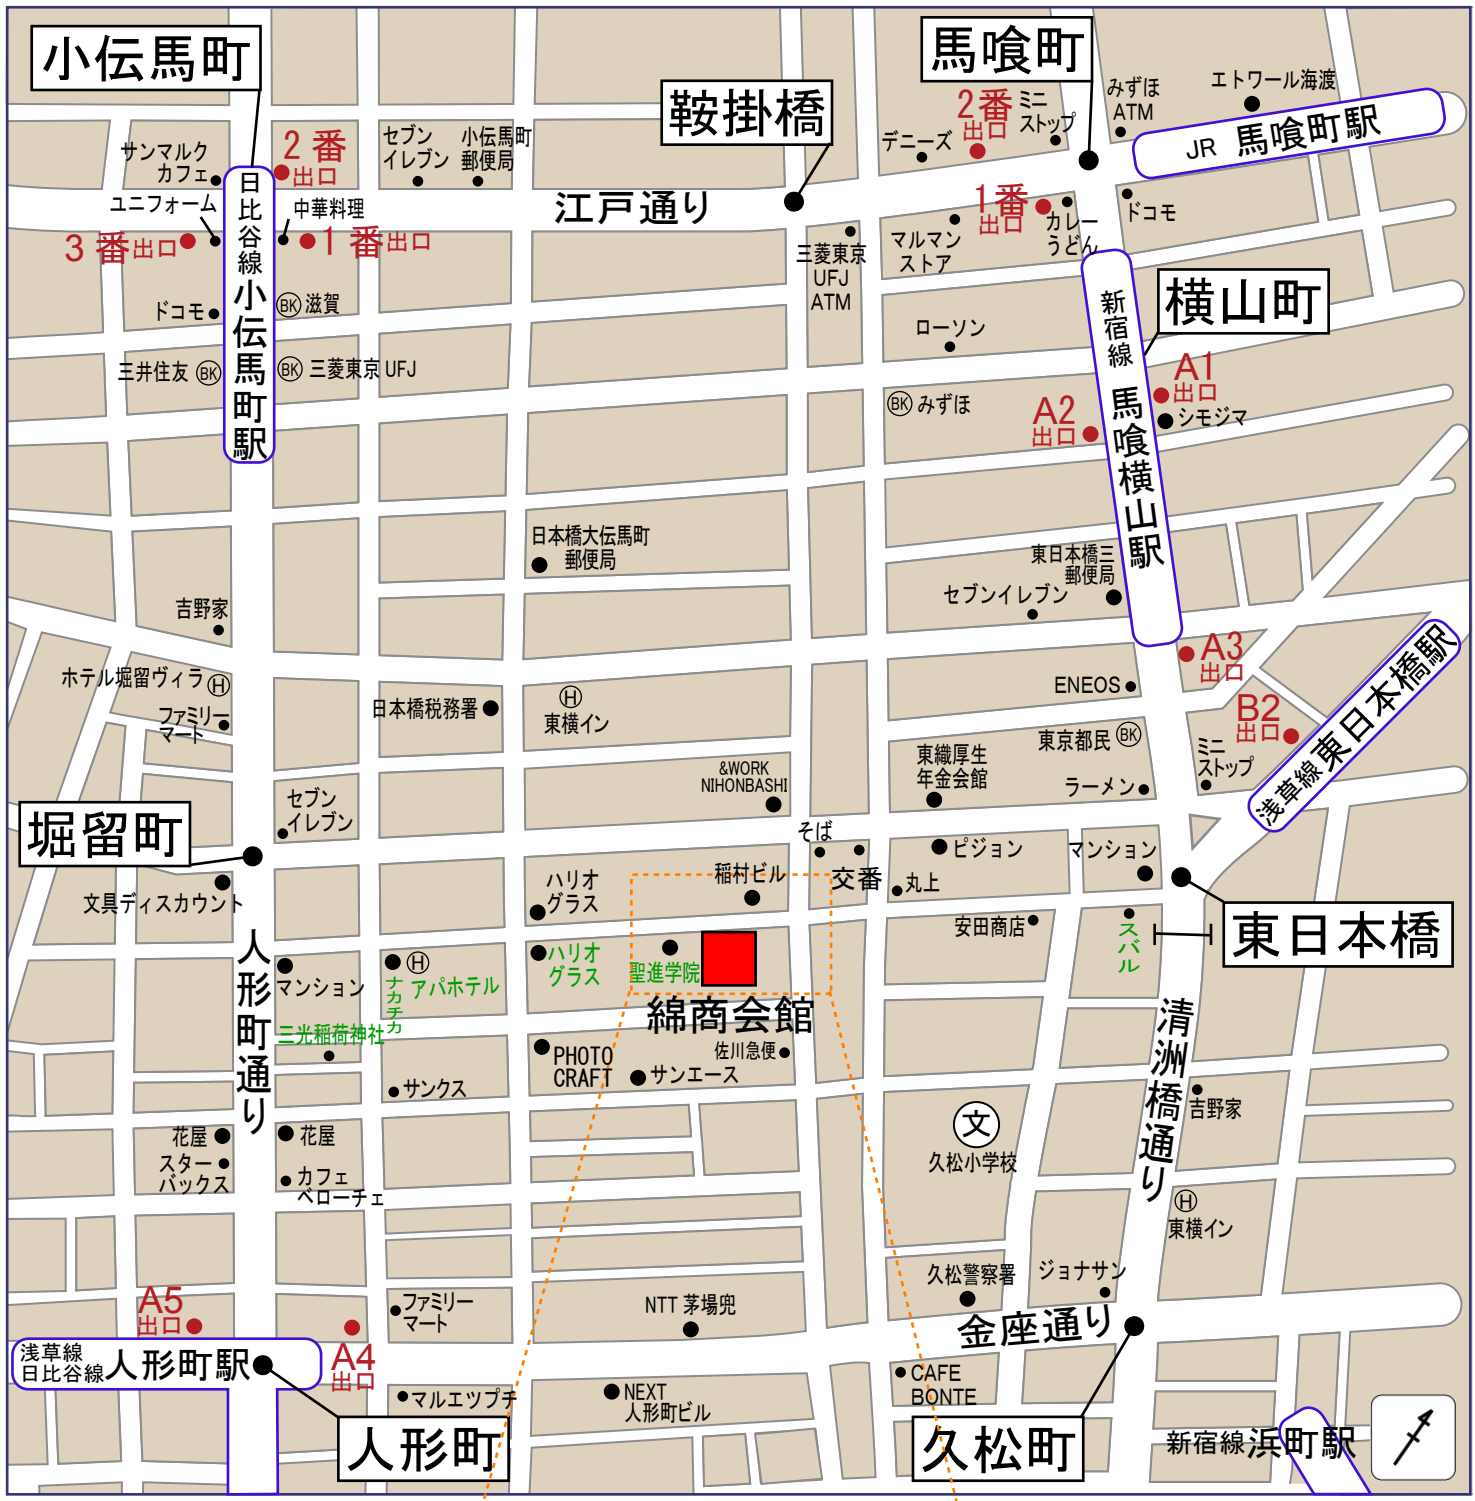 小伝馬町
鞍掛橋
馬喰町
横山町
堀留町
東日本橋
人形町
久松町
サンマルク
カフェ
ユニフォーム
2番
出口
中華料理
3番出口
1番出口
セブン
イレブン
小伝馬町
郵便局
江戸通り
日比谷線 小伝馬町駅
ドコモ
BK 滋賀
三井住友 BK
BK 三菱東京UFJ
デニーズ
2番
出口
ミニ
ストップ
みずほ
ATM
エトワール海渡
JR 馬喰町駅
1番
出口
カレー
うどん
ドコモ
マルマン
ストア
三菱東京
UFJ
ATM
ローソン
BK みずほ
新宿線 馬喰横山駅
A1
出口
シモジマ
A2
出口
日本橋大伝馬町
郵便局
東日本橋三
郵便局
セブンイレブン
吉野家
ホテル堀留ヴィラ H
ファミリー
マート
日本橋税務署
H
東横イン
ENEOS
A3
出口
B2
出口
浅草線 東日本橋駅
東京都民 BK
東織厚生
年金会館
ラーメン
ミニ
ストップ
&WORK
NIHONBASHI
セブン
イレブン
そば
交番
ピジョン
マンション
丸上
文具ディスカウント
ハリオ
グラス
稲村ビル
安田商店
スバル
人形町通り
マンション
H アパホテル
ナカチカ
ハリオ
グラス
聖進学院
綿商会館
三光稲荷神社
清洲橋通り
PHOTO
CRAFT
佐川急便
サンエース
サンクス
吉野家
文
久松小学校
花屋
花屋
スター
バックス
カフェ
ベローチェ
H
東横イン
久松警察署
ジョナサン
金座通り
A5
出口
ファミリー
マート
NTT 茅場兜
浅草線
日比谷線 人形町駅
A4
出口
マルエツプチ
NEXT
人形町ビル
CAFE
BONTE
新宿線 浜町駅